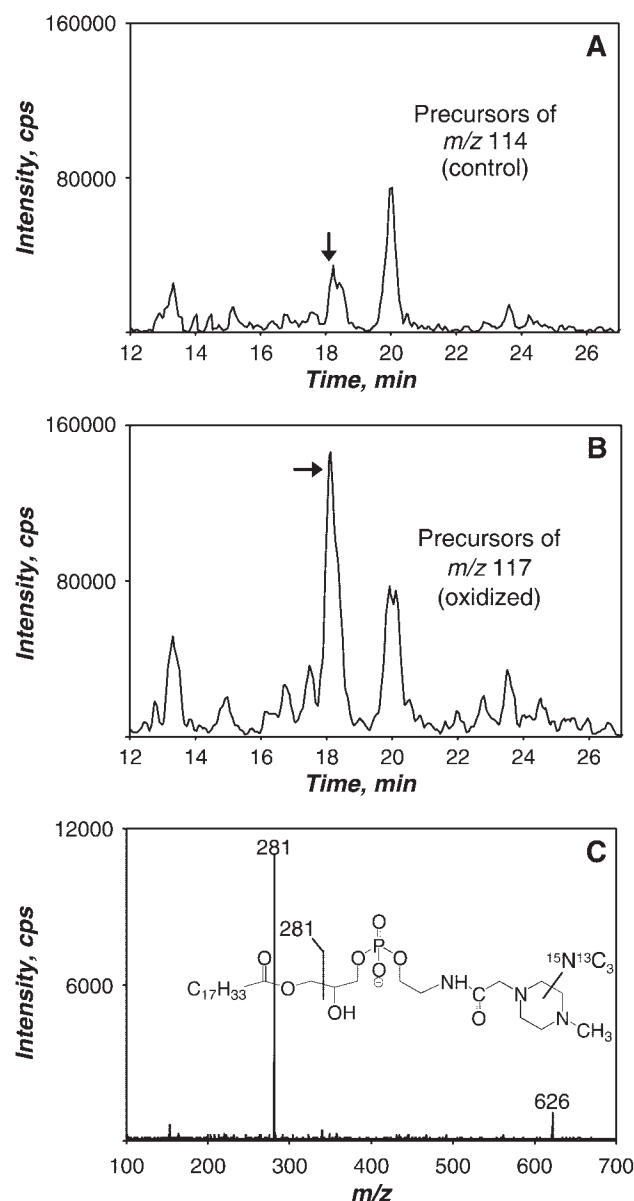 160000
A
Precursors of
m/z 114
(control)
80000
Intensity, cps
12 14 16 18 20 22 24 26
Time, min
160000
B
Precursors of
m/z 117
(oxidized)
80000
Intensity, cps
12 14 16 18 20 22 24 26
Time, min
12000
C
281
281
O
O P O
O
⊖
15N13C3
O
C17H33 O
OH
NH
O
N
N
CH3
6000
626
Intensity, cps
100 200 300 400 500 600 700
m/z